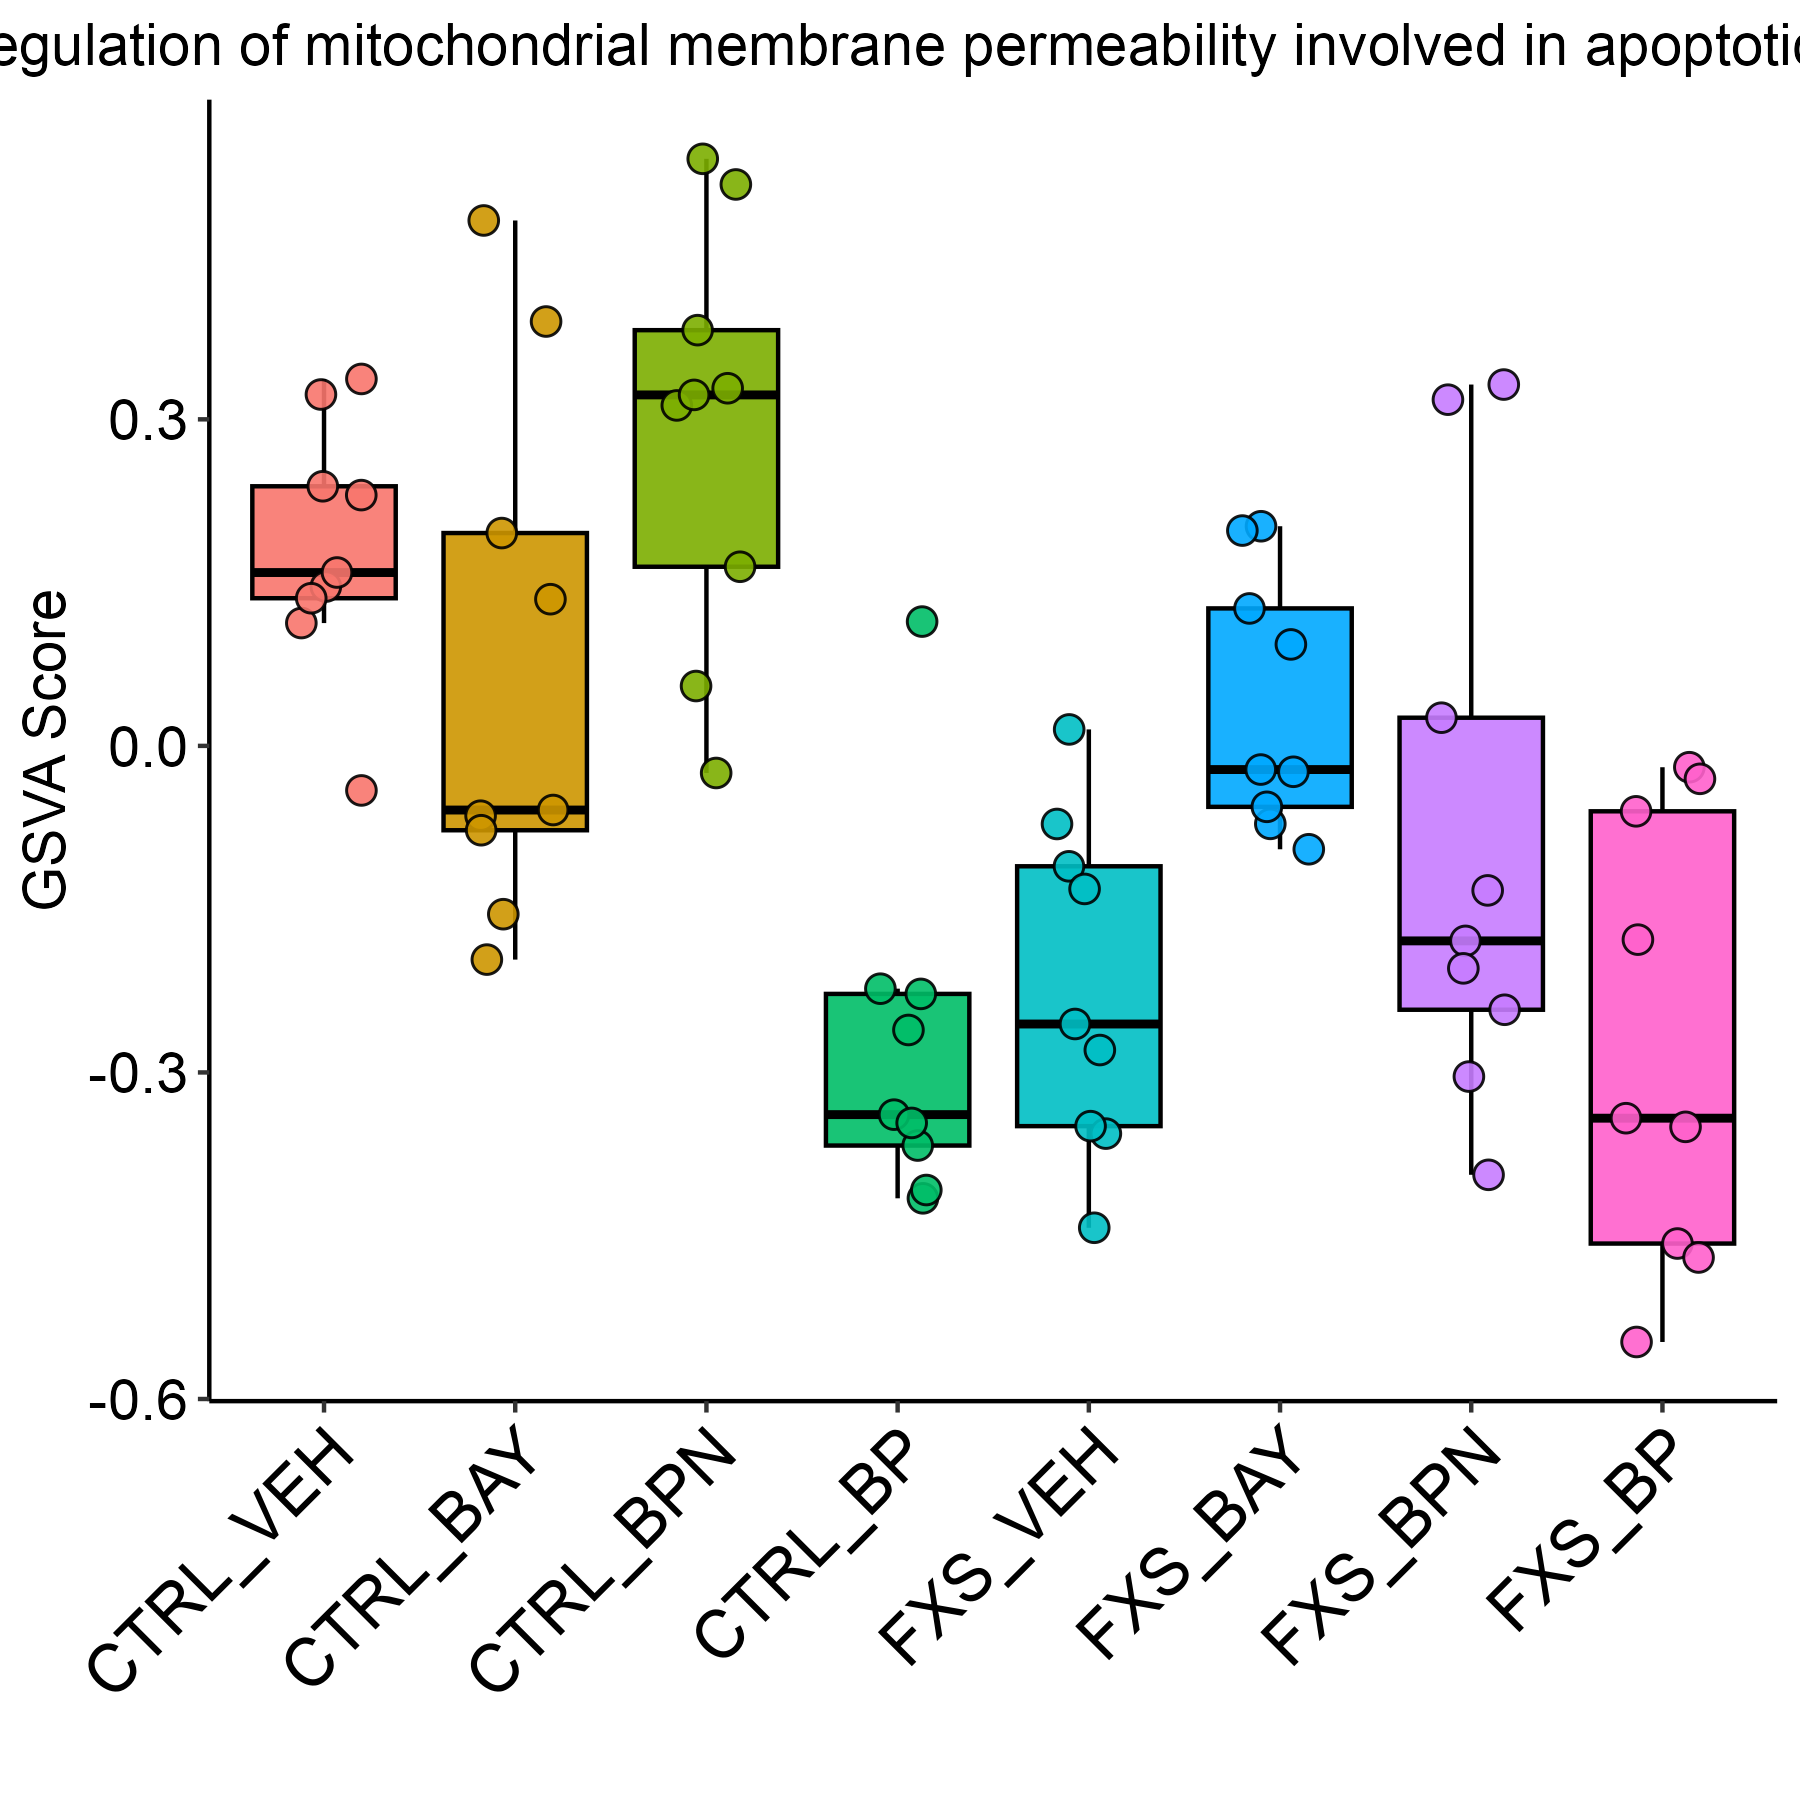 egulation of mitochondrial membrane permeability involved in apoptotic
GSVA Score
0.3
0.0
-0.3
-0.6
CTRL_VEH
CTRL_BAY
CTRL_BPN
CTRL_BP
FXS_VEH
FXS_BAY
FXS_BPN
FXS_BP